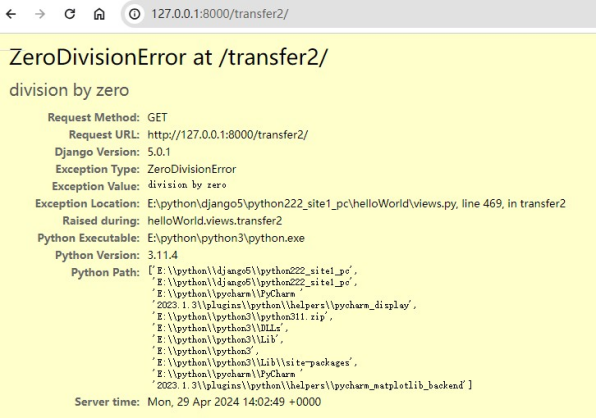 127.0.0.1:8000/transfer2/
ZeroDivisionError at /transfer2/
division by zero
Request Method: GET
Request URL: http://127.0.0.1:8000/transfer2/
Django Version: 5.0.1
Exception Type: ZeroDivisionError
Exception Value: division by zero
Exception Location: E:\python\django5\python222_site1_pc\helloWorld\views.py, line 469, in transfer2
Raised during: helloWorld.views.transfer2
Python Executable: E:\python\python3\python.exe
Python Version: 3.11.4
Python Path: ['E:\\python\\django5\\python222_site1_pc',
'E:\\python\\django5\\python222_site1_pc',
'E:\\python\\pycharm\\PyCharm '
'2023.1.3\\plugins\\python\\helpers\\pycharm_display',
'E:\\python\\python3\\python311.zip',
'E:\\python\\python3\\DLLs',
'E:\\python\\python3\\Lib',
'E:\\python\\python3',
'E:\\python\\python3\\Lib\\site-packages',
'E:\\python\\pycharm\\PyCharm '
'2023.1.3\\plugins\\python\\helpers\\pycharm_matplotlib_backend']
Server time: Mon, 29 Apr 2024 14:02:49 +0000